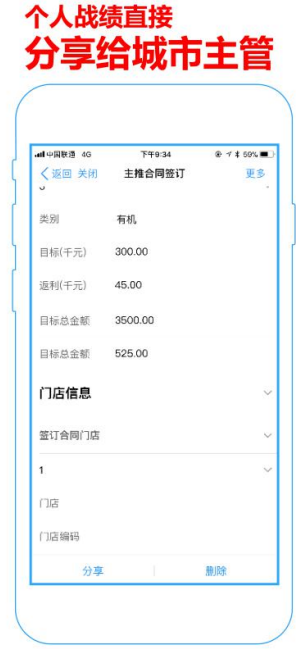 个人战绩直接
分享给城市主管
中国联通 4G 下午9:34 59%
返回 关闭 主推合同签订 更多
类别 有机
目标(千元) 300.00
返利(千元) 45.00
目标总金额 3500.00
目标总金额 525.00
门店信息
签订合同门店
1
门店
门店编码
分享 删除